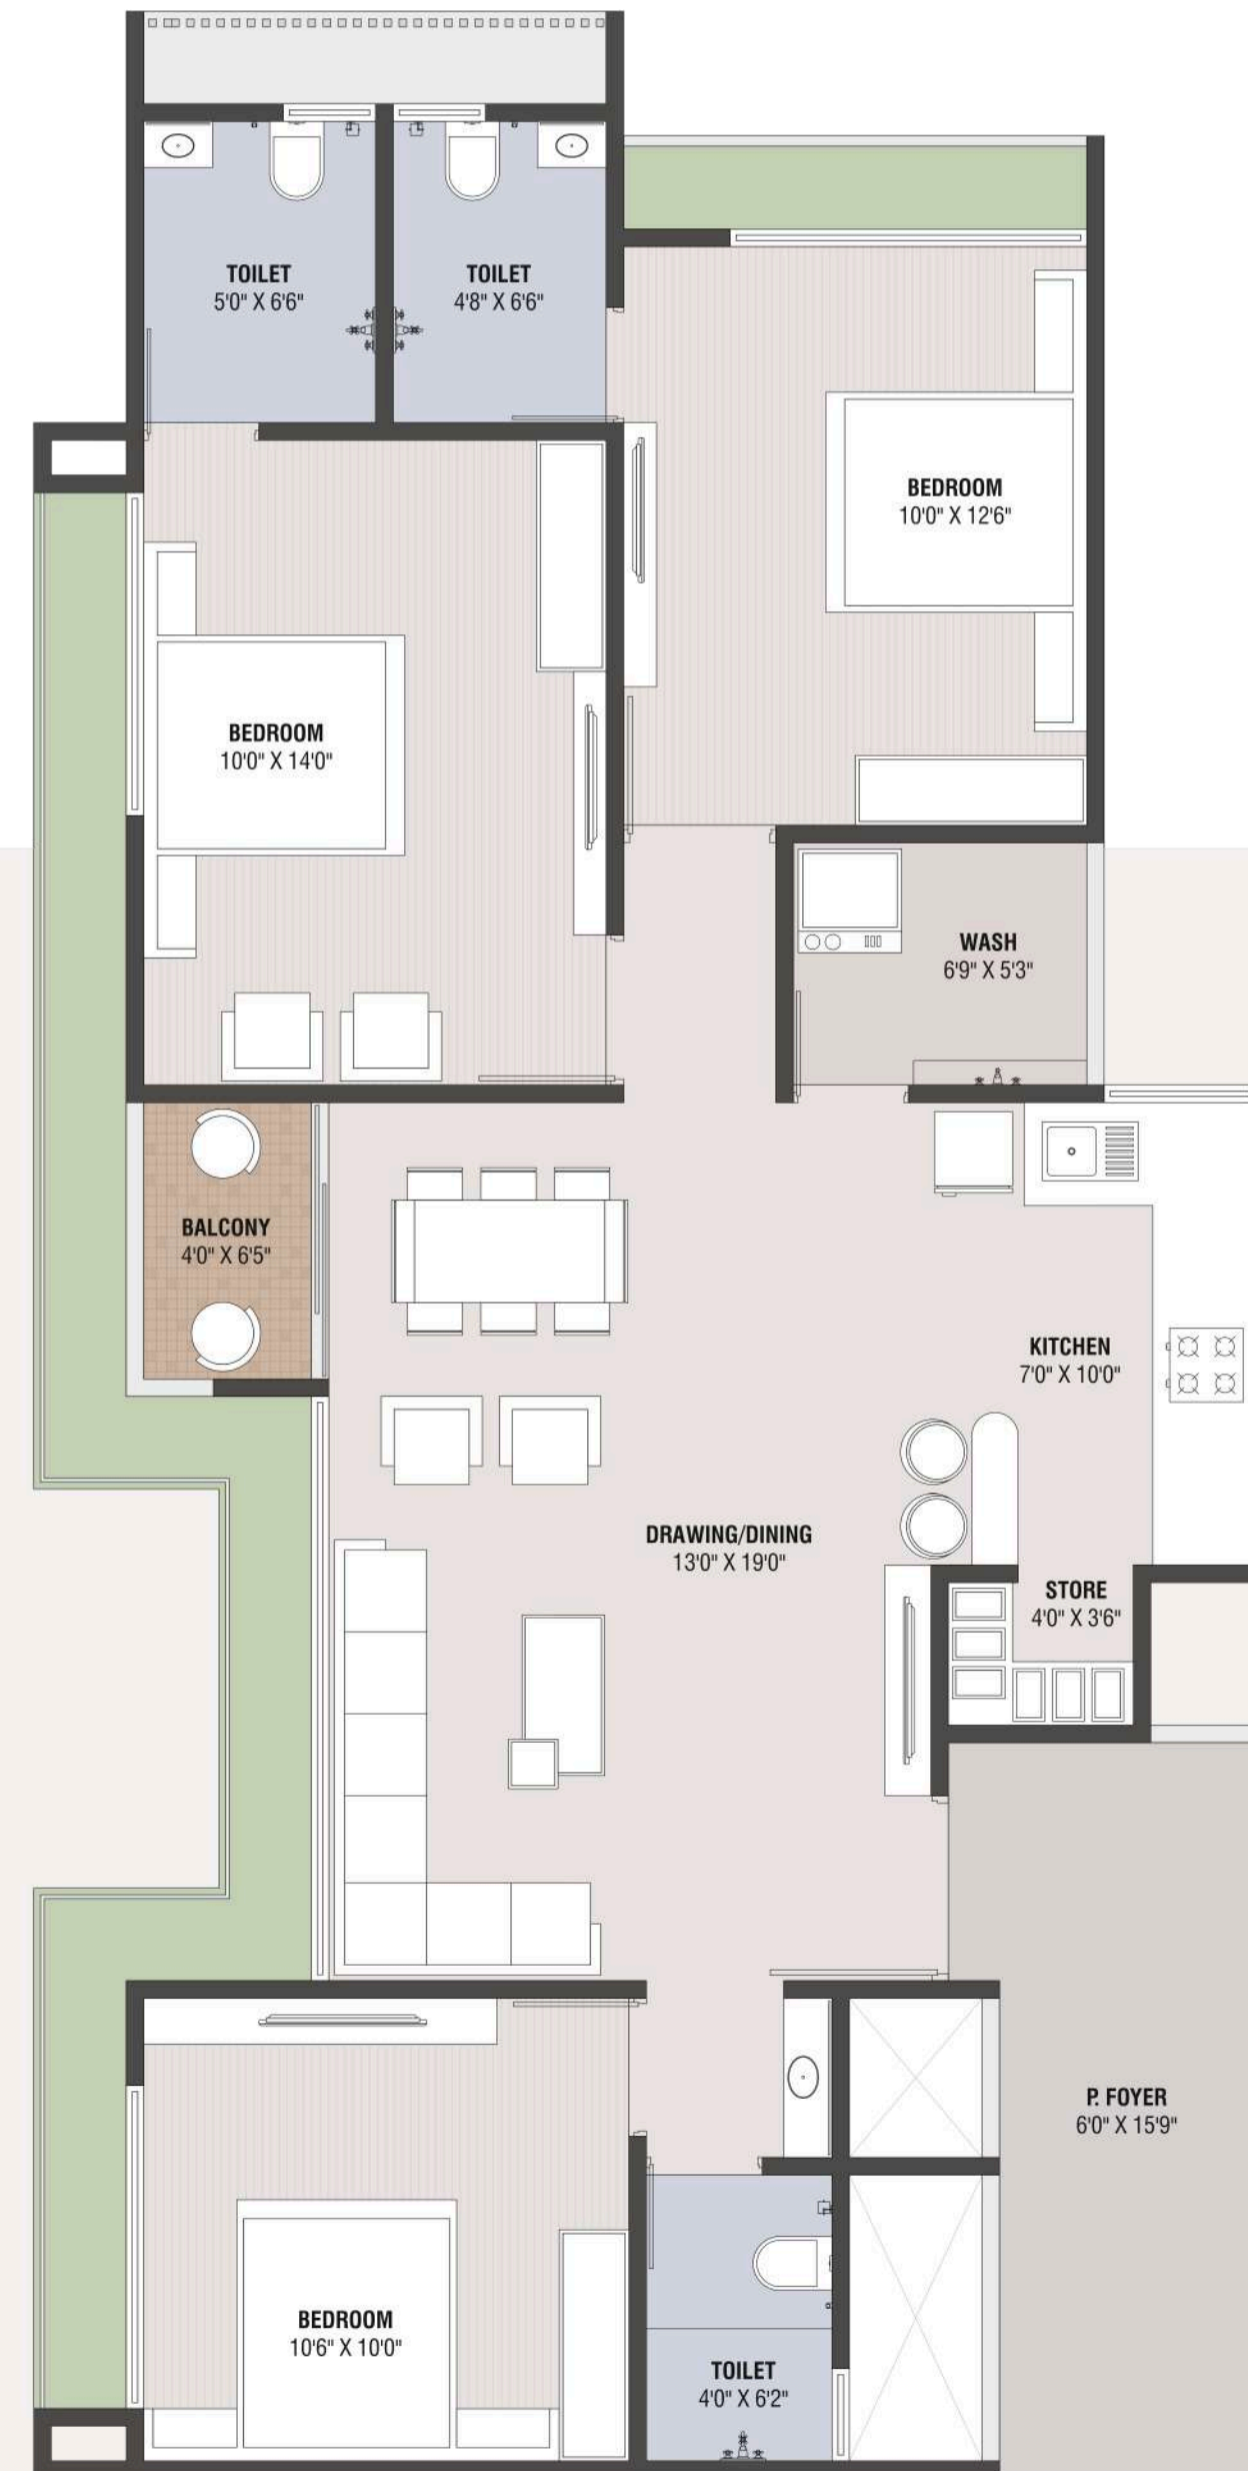 TOILET
5'0" X 6'6"
TOILET
4'8" X 6'6"
BEDROOM
10'0" X 12'6"
BEDROOM
10'0" X 14'0"
WASH
6'9" X 5'3"
BALCONY
4'0" X 6'5"
KITCHEN
7'0" X 10'0"
DRAWING/DINING
13'0" X 19'0"
STORE
4'0" X 3'6"
P. FOYER
6'0" X 15'9"
BEDROOM
10'6" X 10'0"
TOILET
4'0" X 6'2"